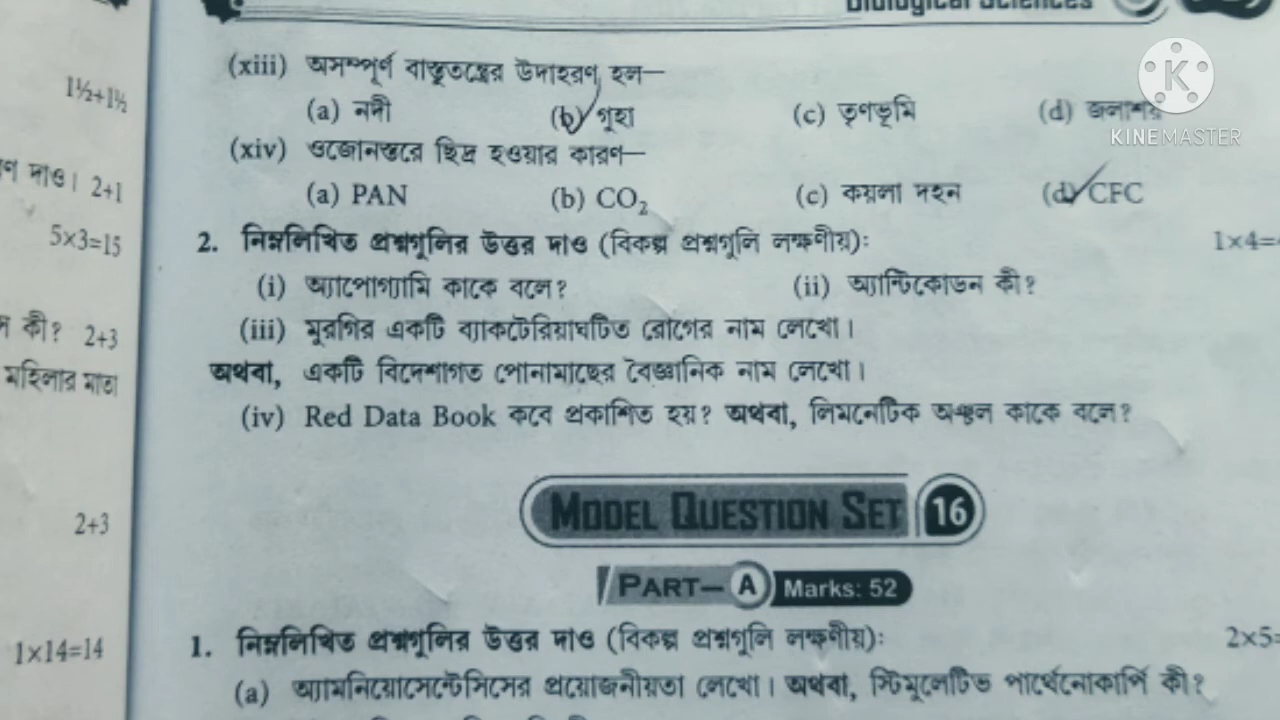 Biological Sciences
(xiii) অসম্পূর্ণ বাস্তুতন্ত্রের উদাহরণ হল—
(a) নদী (b) গুহা (c) তৃণভূমি (d) জলাশয়
(xiv) ওজোনস্তরে ছিদ্র হওয়ার কারণ—
(a) PAN (b) CO₂ (c) কয়লা দহন (d) CFC
2. নিম্নলিখিত প্রশ্নগুলির উত্তর দাও (বিকল্প প্রশ্নগুলি লক্ষণীয়): 1×4=
(i) অ্যাপোগ্যামি কাকে বলে? (ii) অ্যান্টিকোডন কী?
(iii) মুরগির একটি ব্যাকটেরিয়াঘটিত রোগের নাম লেখো।
অথবা, একটি বিদেশাগত পোনামাছের বৈজ্ঞানিক নাম লেখো।
(iv) Red Data Book কবে প্রকাশিত হয়? অথবা, লিমনেটিক অঞ্চল কাকে বলে?
MODEL QUESTION SET 16
PART—A Marks: 52
1. নিম্নলিখিত প্রশ্নগুলির উত্তর দাও (বিকল্প প্রশ্নগুলি লক্ষণীয়): 2×5=
(a) অ্যামনিয়োসেন্টেসিসের প্রয়োজনীয়তা লেখো। অথবা, স্টিমুলেটিভ পার্থেনোকার্পি কী?
1½+1½
দাও। 2+1
5×3=15
কী? 2+3
মহিলার মাতা
2+3
1×14=14
KINEMASTER